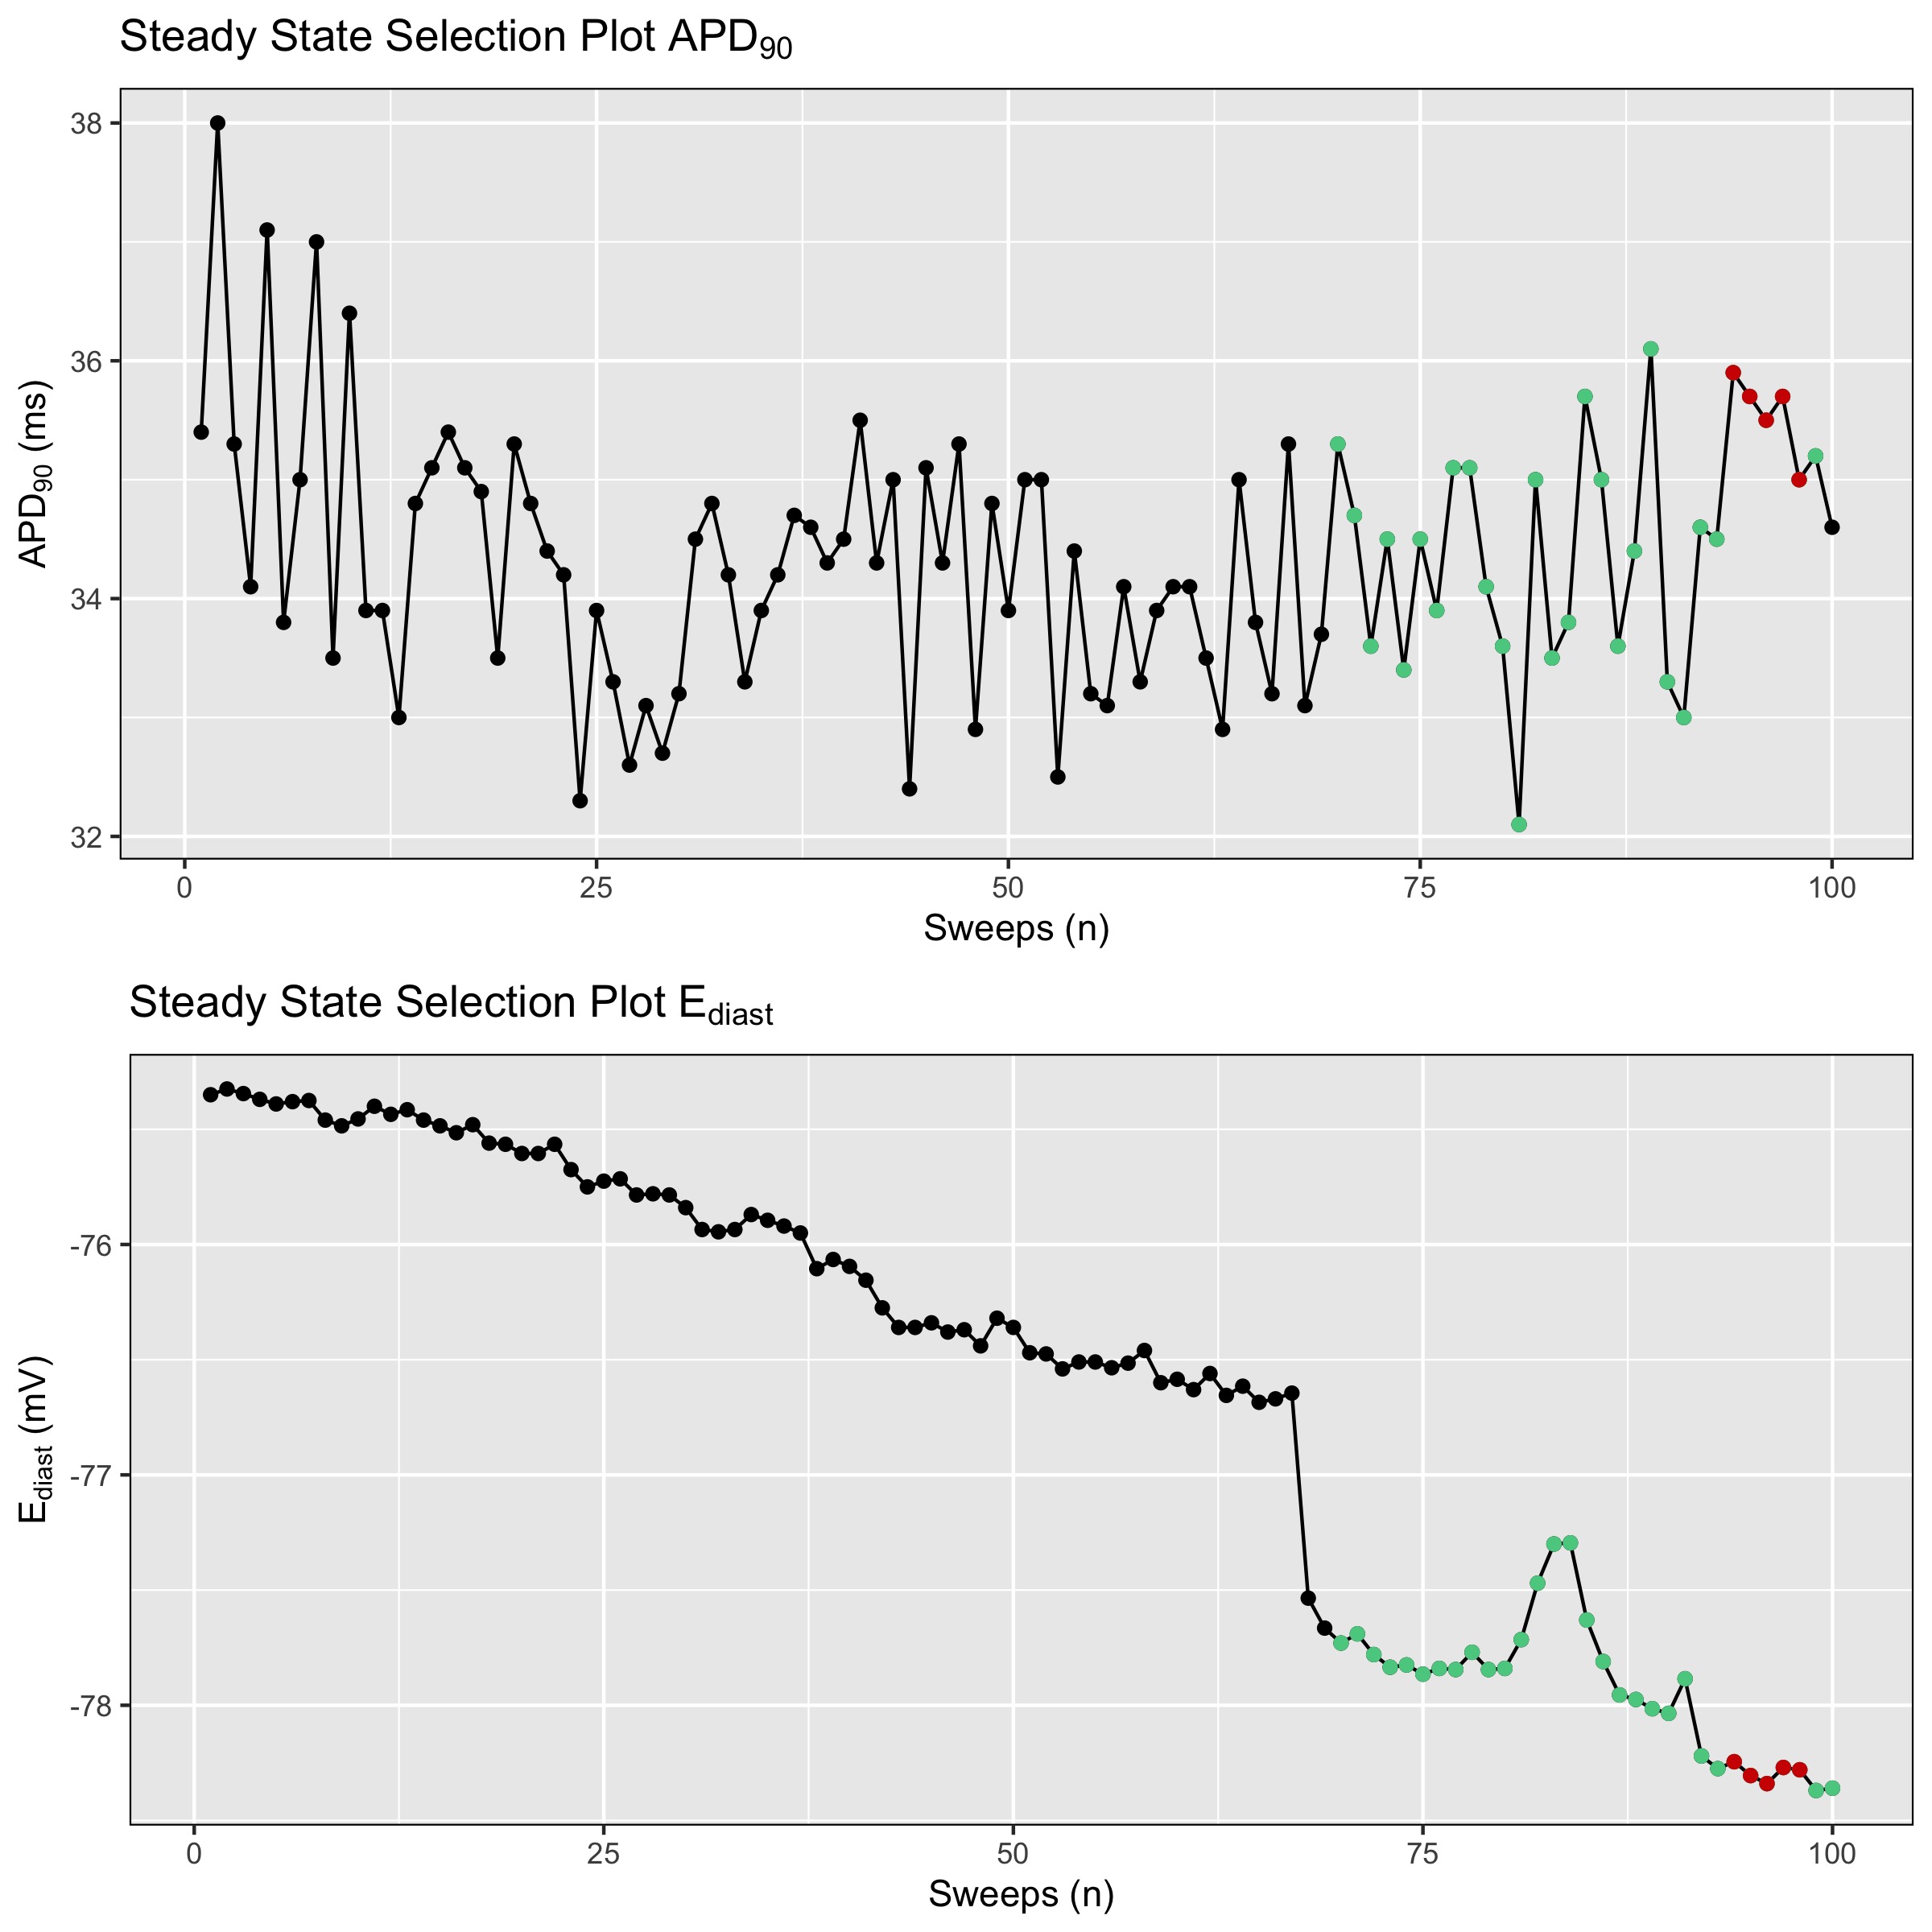 Steady State Selection Plot APD90
38
36
34
32
APD90 (ms)
0 25 50 75 100
Sweeps (n)
Steady State Selection Plot Ediast
-76
-77
-78
Ediast (mV)
0 25 50 75 100
Sweeps (n)